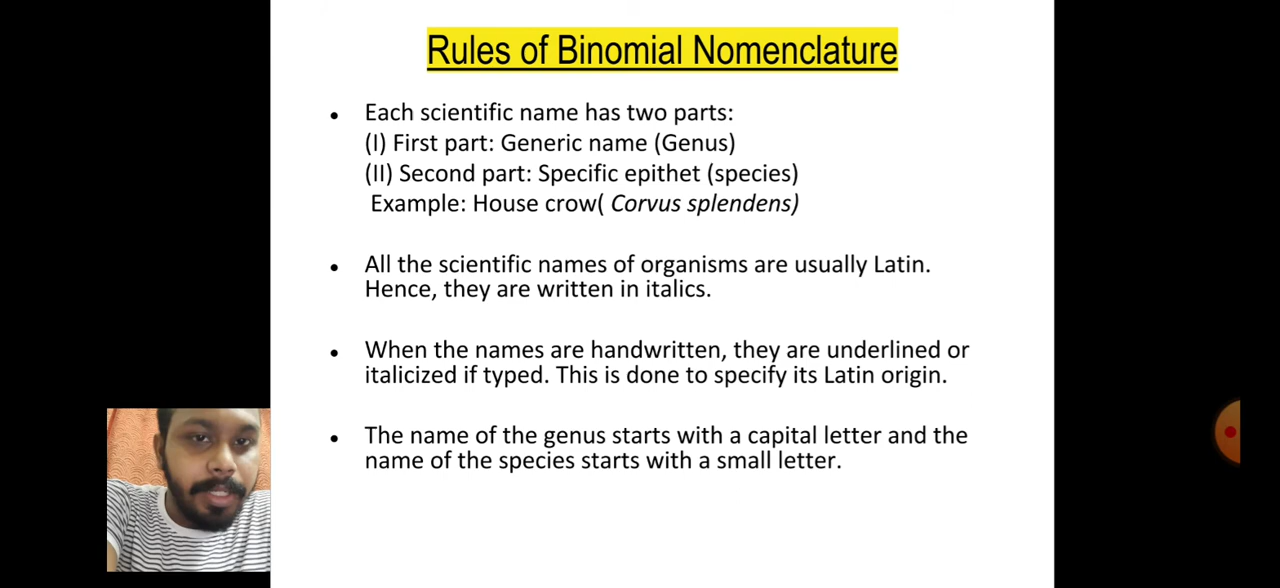 Rules of Binomial Nomenclature
• Each scientific name has two parts:
(I) First part: Generic name (Genus)
(II) Second part: Specific epithet (species)
Example: House crow( Corvus splendens)
• All the scientific names of organisms are usually Latin.
Hence, they are written in italics.
• When the names are handwritten, they are underlined or
italicized if typed. This is done to specify its Latin origin.
• The name of the genus starts with a capital letter and the
name of the species starts with a small letter.